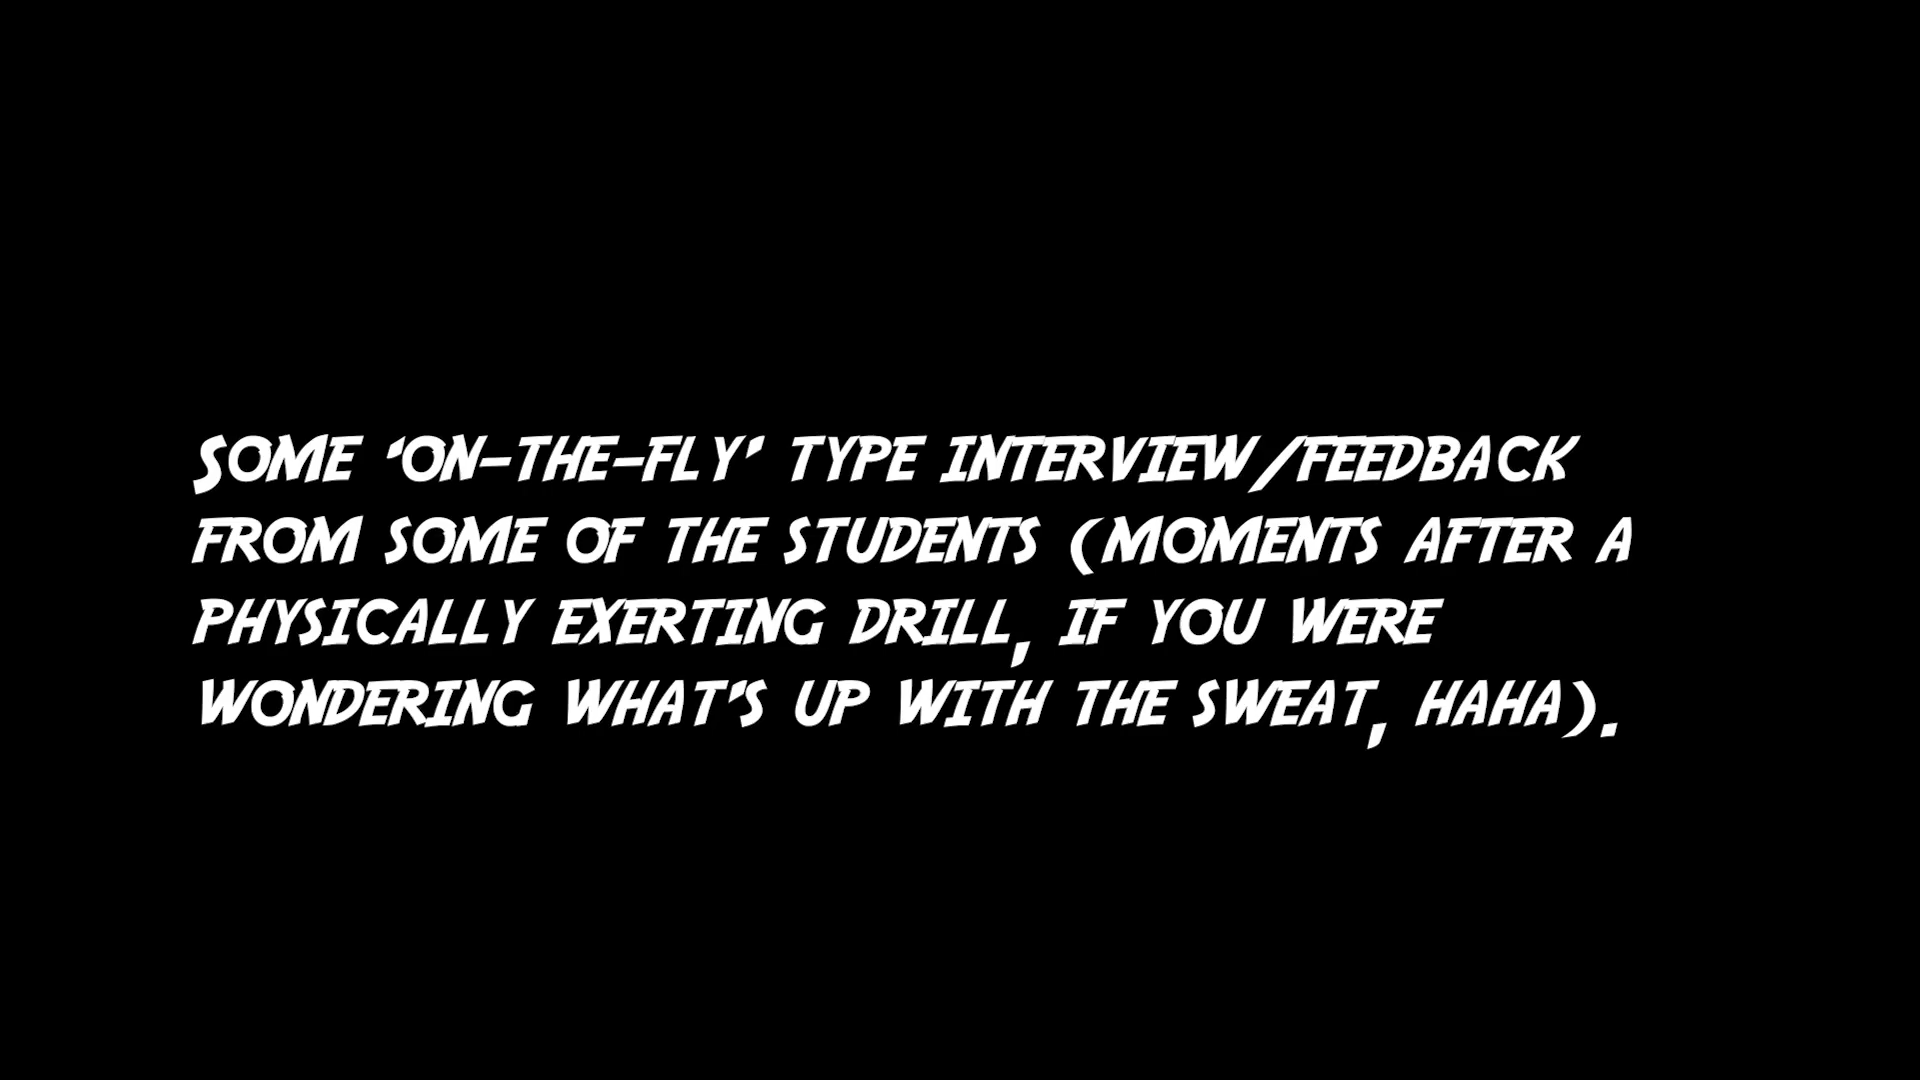 Some 'on-the-fly' type interview/feedback
from some of the students (moments after a
physically exerting drill, if you were
wondering what's up with the sweat, haha).